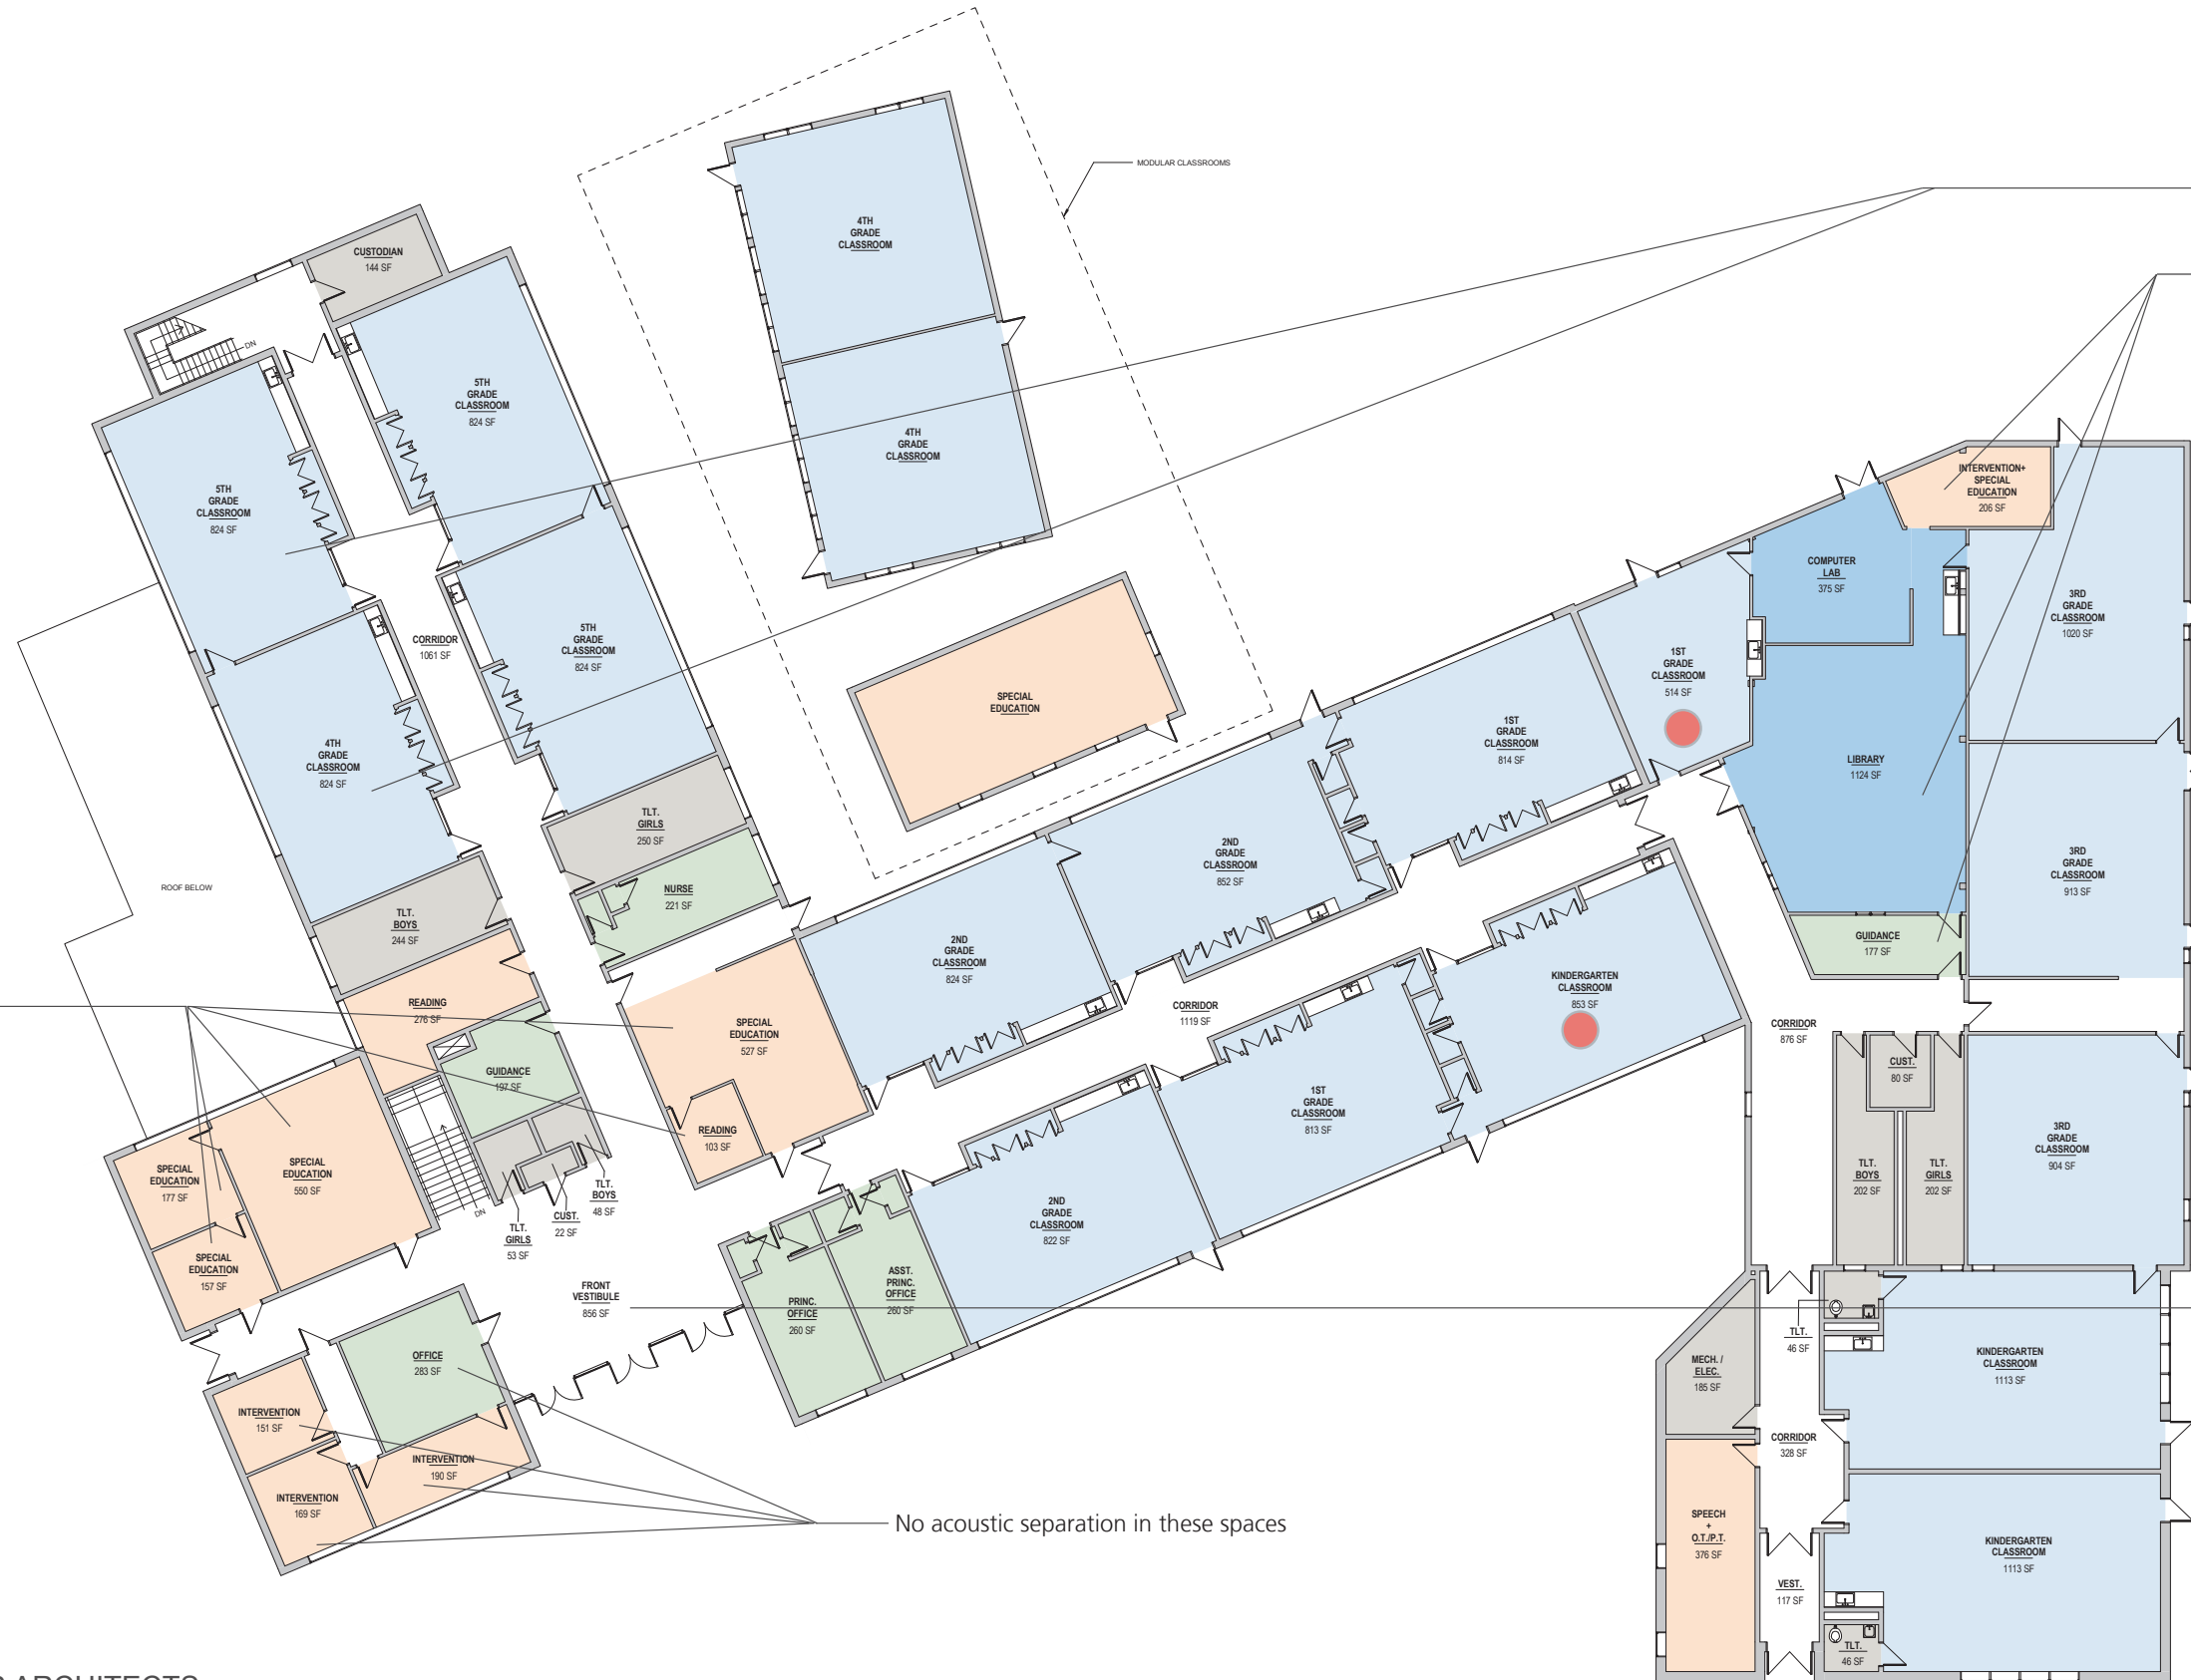 MODULAR CLASSROOMS
4TH
GRADE
CLASSROOM
4TH
GRADE
CLASSROOM
CUSTODIAN
144 SF
DN
5TH
GRADE
CLASSROOM
824 SF
5TH
GRADE
CLASSROOM
824 SF
5TH
GRADE
CLASSROOM
824 SF
CORRIDOR
1061 SF
4TH
GRADE
CLASSROOM
824 SF
SPECIAL
EDUCATION
TLT.
GIRLS
250 SF
NURSE
221 SF
ROOF BELOW
TLT.
BOYS
244 SF
READING
276 SF
GUIDANCE
197 SF
SPECIAL
EDUCATION
527 SF
READING
103 SF
SPECIAL
EDUCATION
177 SF
SPECIAL
EDUCATION
550 SF
SPECIAL
EDUCATION
157 SF
DN
TLT.
GIRLS
53 SF
CUST.
22 SF
TLT.
BOYS
48 SF
FRONT
VESTIBULE
856 SF
OFFICE
283 SF
INTERVENTION
151 SF
INTERVENTION
190 SF
INTERVENTION
169 SF
PRINC.
OFFICE
260 SF
ASST.
PRINC.
OFFICE
260 SF
2ND
GRADE
CLASSROOM
824 SF
2ND
GRADE
CLASSROOM
852 SF
1ST
GRADE
CLASSROOM
814 SF
1ST
GRADE
CLASSROOM
514 SF
CORRIDOR
1119 SF
2ND
GRADE
CLASSROOM
822 SF
1ST
GRADE
CLASSROOM
813 SF
KINDERGARTEN
CLASSROOM
853 SF
INTERVENTION+
SPECIAL
EDUCATION
206 SF
COMPUTER
LAB
375 SF
LIBRARY
1124 SF
GUIDANCE
177 SF
3RD
GRADE
CLASSROOM
1020 SF
3RD
GRADE
CLASSROOM
913 SF
3RD
GRADE
CLASSROOM
904 SF
CORRIDOR
876 SF
CUST.
80 SF
TLT.
BOYS
202 SF
TLT.
GIRLS
202 SF
TLT.
46 SF
MECH. /
ELEC.
185 SF
KINDERGARTEN
CLASSROOM
1113 SF
CORRIDOR
328 SF
SPEECH
+
O.T./P.T.
376 SF
KINDERGARTEN
CLASSROOM
1113 SF
VEST.
117 SF
TLT.
46 SF
No acoustic separation in these spaces
ARCHITECTS